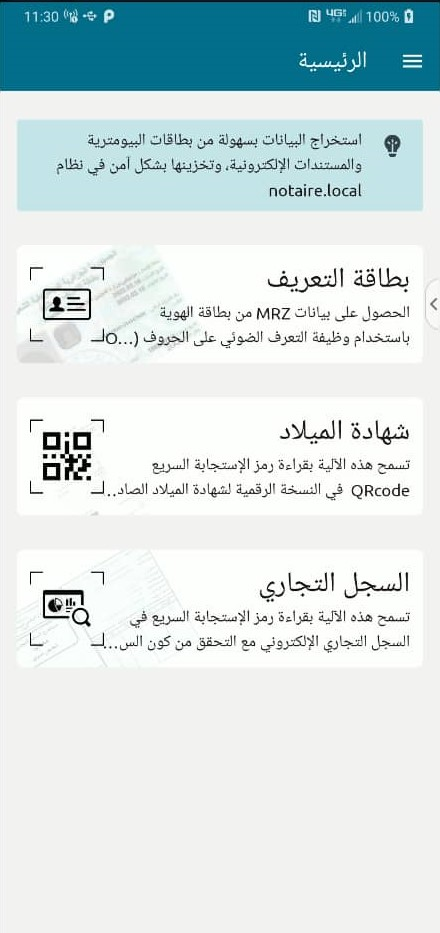 11:30 4G 100%
الرئيسية
استخراج البيانات بسهولة من بطاقات البيومترية
والمستندات الإلكترونية، وتخزينها بشكل آمن في نظام
notaire.local
بطاقة التعريف
الحصول على بيانات MRZ من بطاقة الهوية
باستخدام وظيفة التعرف الضوئي على الحروف (...O
شهادة الميلاد
تسمح هذه الآلية بقراءة رمز الإستجابة السريع
QRcode في النسخة الرقمية لشهادة الميلاد الصاد...
السجل التجاري
تسمح هذه الآلية بقراءة رمز الإستجابة السريع في
السجل التجاري الإلكتروني مع التحقق من كون الس...